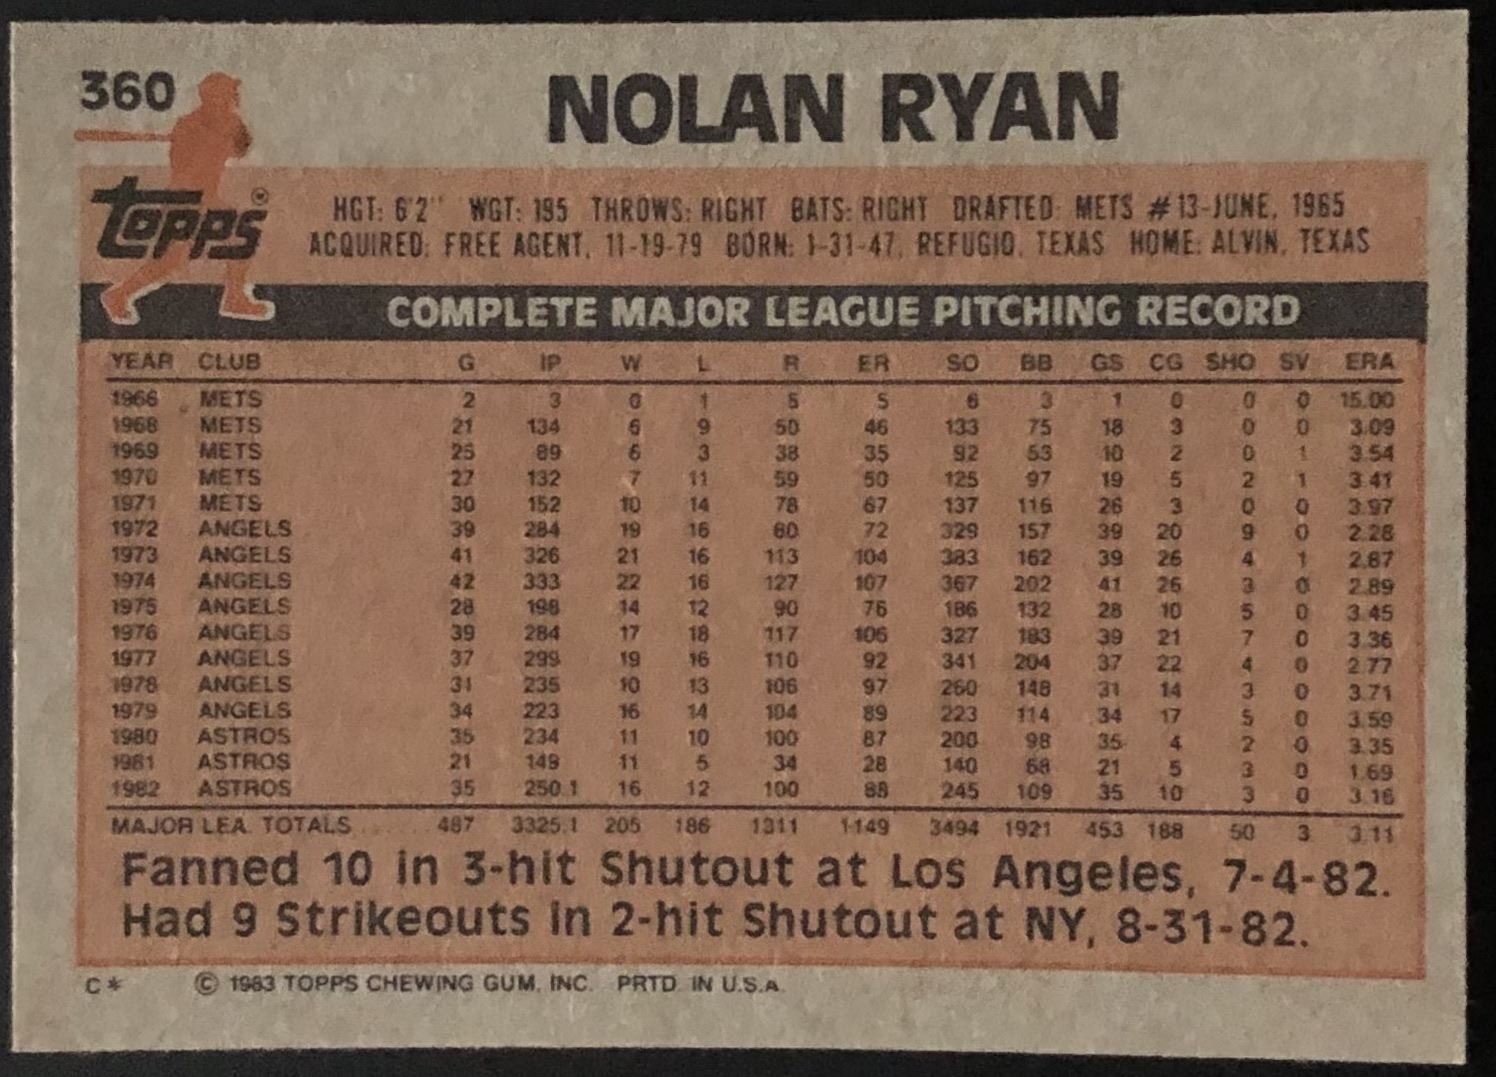 360
NOLAN RYAN
topps
HGT: 6'2" WGT: 195 THROWS: RIGHT BATS: RIGHT DRAFTED: METS #13-JUNE, 1965
ACQUIRED: FREE AGENT, 11-19-79 BORN: 1-31-47, REFUGIO, TEXAS HOME: ALVIN, TEXAS
COMPLETE MAJOR LEAGUE PITCHING RECORD
YEAR CLUB G IP W L R ER SO BB GS CG SHO SV ERA
1966 METS 2 3 0 1 5 5 6 3 1 0 0 0 15.00
1968 METS 21 134 6 9 50 46 133 75 18 3 0 0 3.09
1969 METS 25 89 6 3 38 35 92 53 10 2 0 1 3.54
1970 METS 27 132 7 11 59 50 125 97 19 5 2 1 3.41
1971 METS 30 152 10 14 78 67 137 116 26 3 0 0 3.97
1972 ANGELS 39 284 19 16 80 72 329 157 39 20 9 0 2.28
1973 ANGELS 41 326 21 16 113 104 383 162 39 26 4 1 2.87
1974 ANGELS 42 333 22 16 127 107 367 202 41 26 3 0 2.89
1975 ANGELS 28 198 14 12 90 76 186 132 28 10 5 0 3.45
1976 ANGELS 39 284 17 18 117 106 327 183 39 21 7 0 3.36
1977 ANGELS 37 299 19 16 110 92 341 204 37 22 4 0 2.77
1978 ANGELS 31 235 10 13 106 97 260 148 31 14 3 0 3.71
1979 ANGELS 34 223 16 14 104 89 223 114 34 17 5 0 3.59
1980 ASTROS 35 234 11 10 100 87 200 98 35 4 2 0 3.35
1981 ASTROS 21 149 11 5 34 28 140 68 21 5 3 0 1.69
1982 ASTROS 35 250.1 16 12 100 88 245 109 35 10 3 0 3.16
MAJOR LEA. TOTALS 487 3325.1 205 186 1311 1149 3494 1921 453 188 50 3 3.11
Fanned 10 in 3-hit Shutout at Los Angeles, 7-4-82.
Had 9 Strikeouts in 2-hit Shutout at NY, 8-31-82.
C* © 1983 TOPPS CHEWING GUM, INC. PRTD. IN U.S.A.